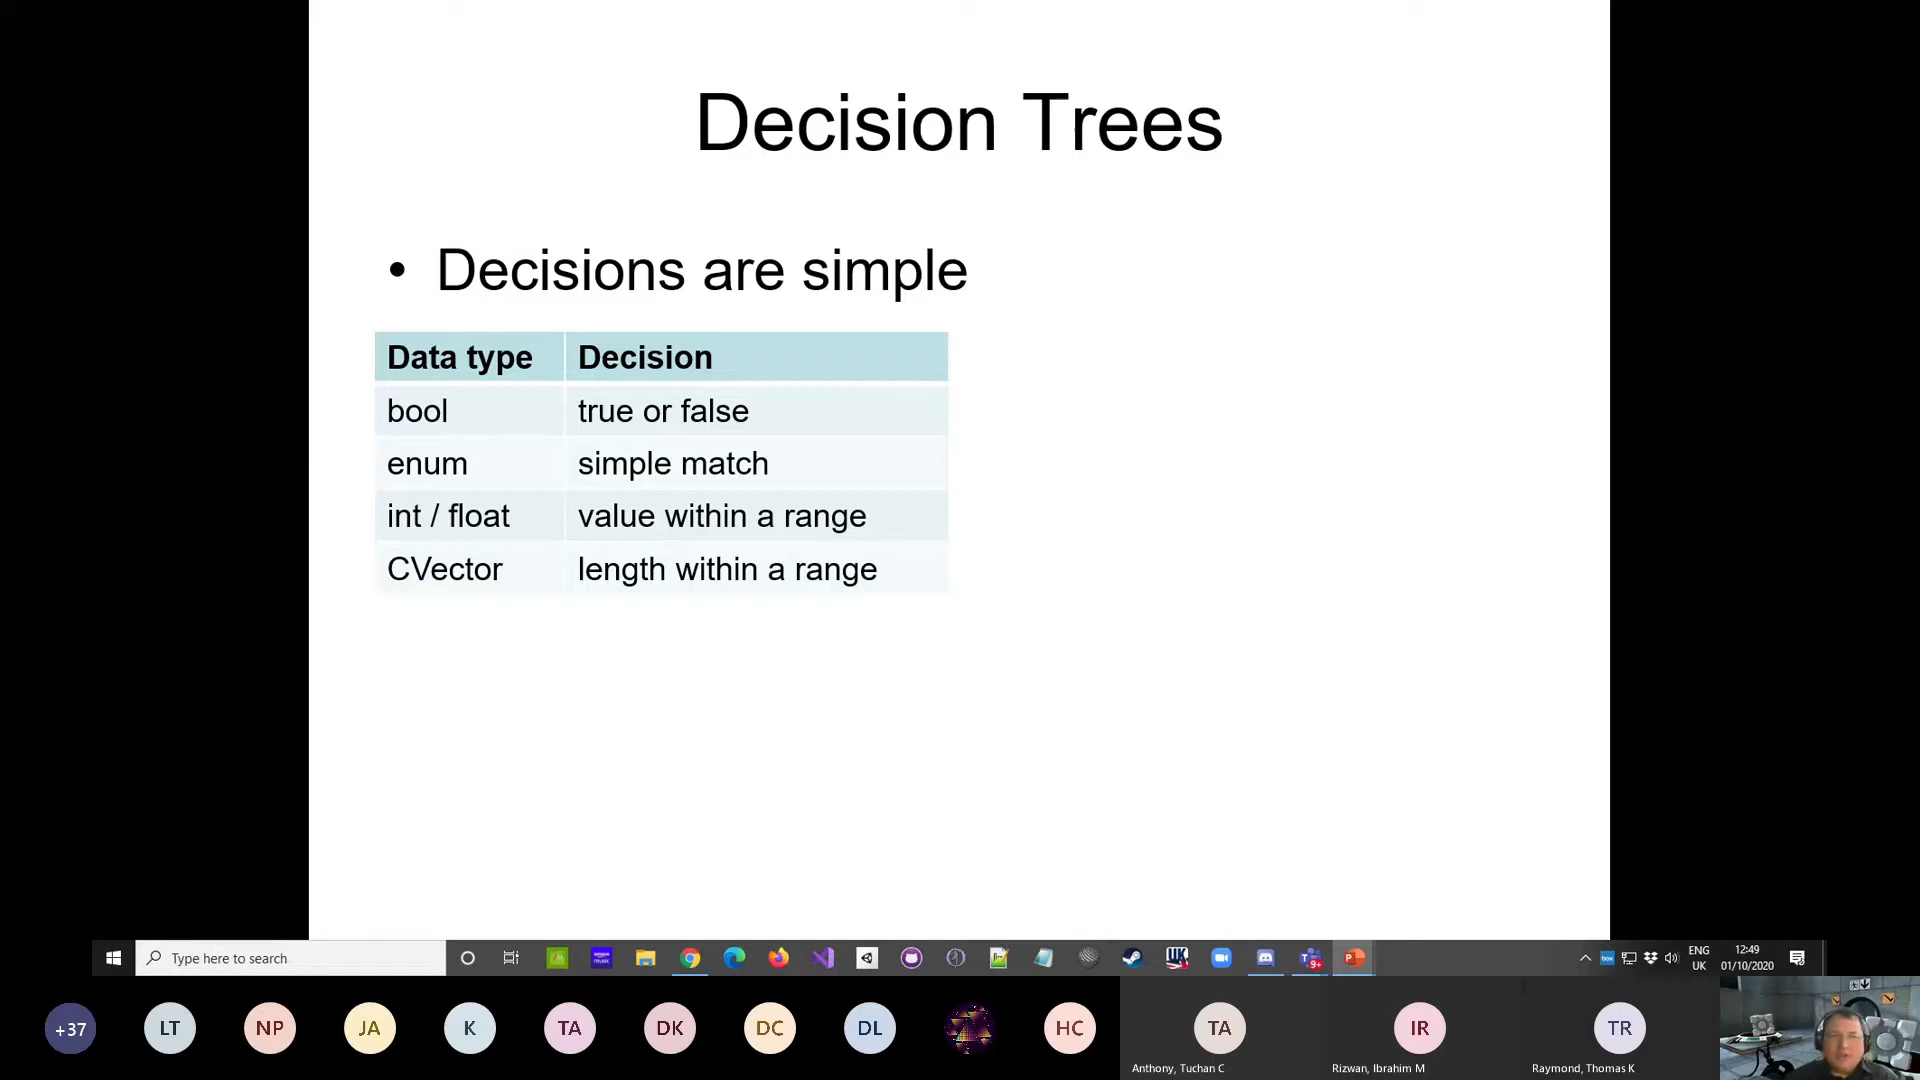 Decision Trees
• Decisions are simple
Data type Decision
bool true or false
enum simple match
int / float value within a range
CVector length within a range
Type here to search
ENG
UK
12:49
01/10/2020
9+
+37
LT
NP
JA
K
TA
DK
DC
DL
HC
TA
IR
TR
Anthony, Tuchan C
Rizwan, Ibrahim M
Raymond, Thomas K